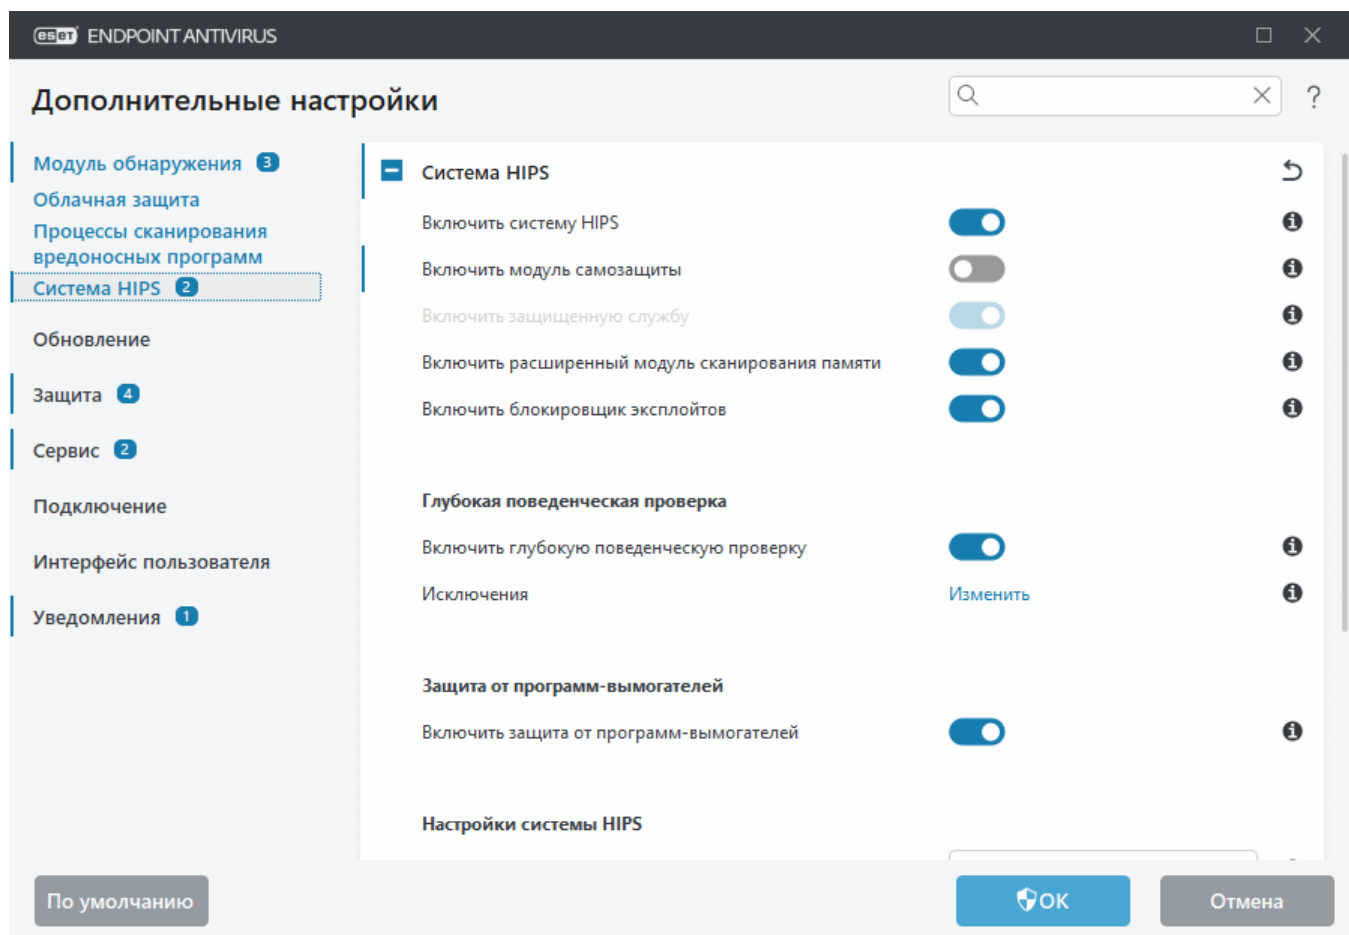 eset ENDPOINT ANTIVIRUS
Дополнительные настройки
?
Модуль обнаружения 3
Облачная защита
Процессы сканирования
вредоносных программ
Система HIPS 2
Обновление
Защита 4
Сервис 2
Подключение
Интерфейс пользователя
Уведомления 1
Система HIPS
Включить систему HIPS
Включить модуль самозащиты
Включить защищенную службу
Включить расширенный модуль сканирования памяти
Включить блокировщик эксплойтов
Глубокая поведенческая проверка
Включить глубокую поведенческую проверку
Исключения Изменить
Защита от программ-вымогателей
Включить защита от программ-вымогателей
Настройки системы HIPS
По умолчанию
ОК
Отмена